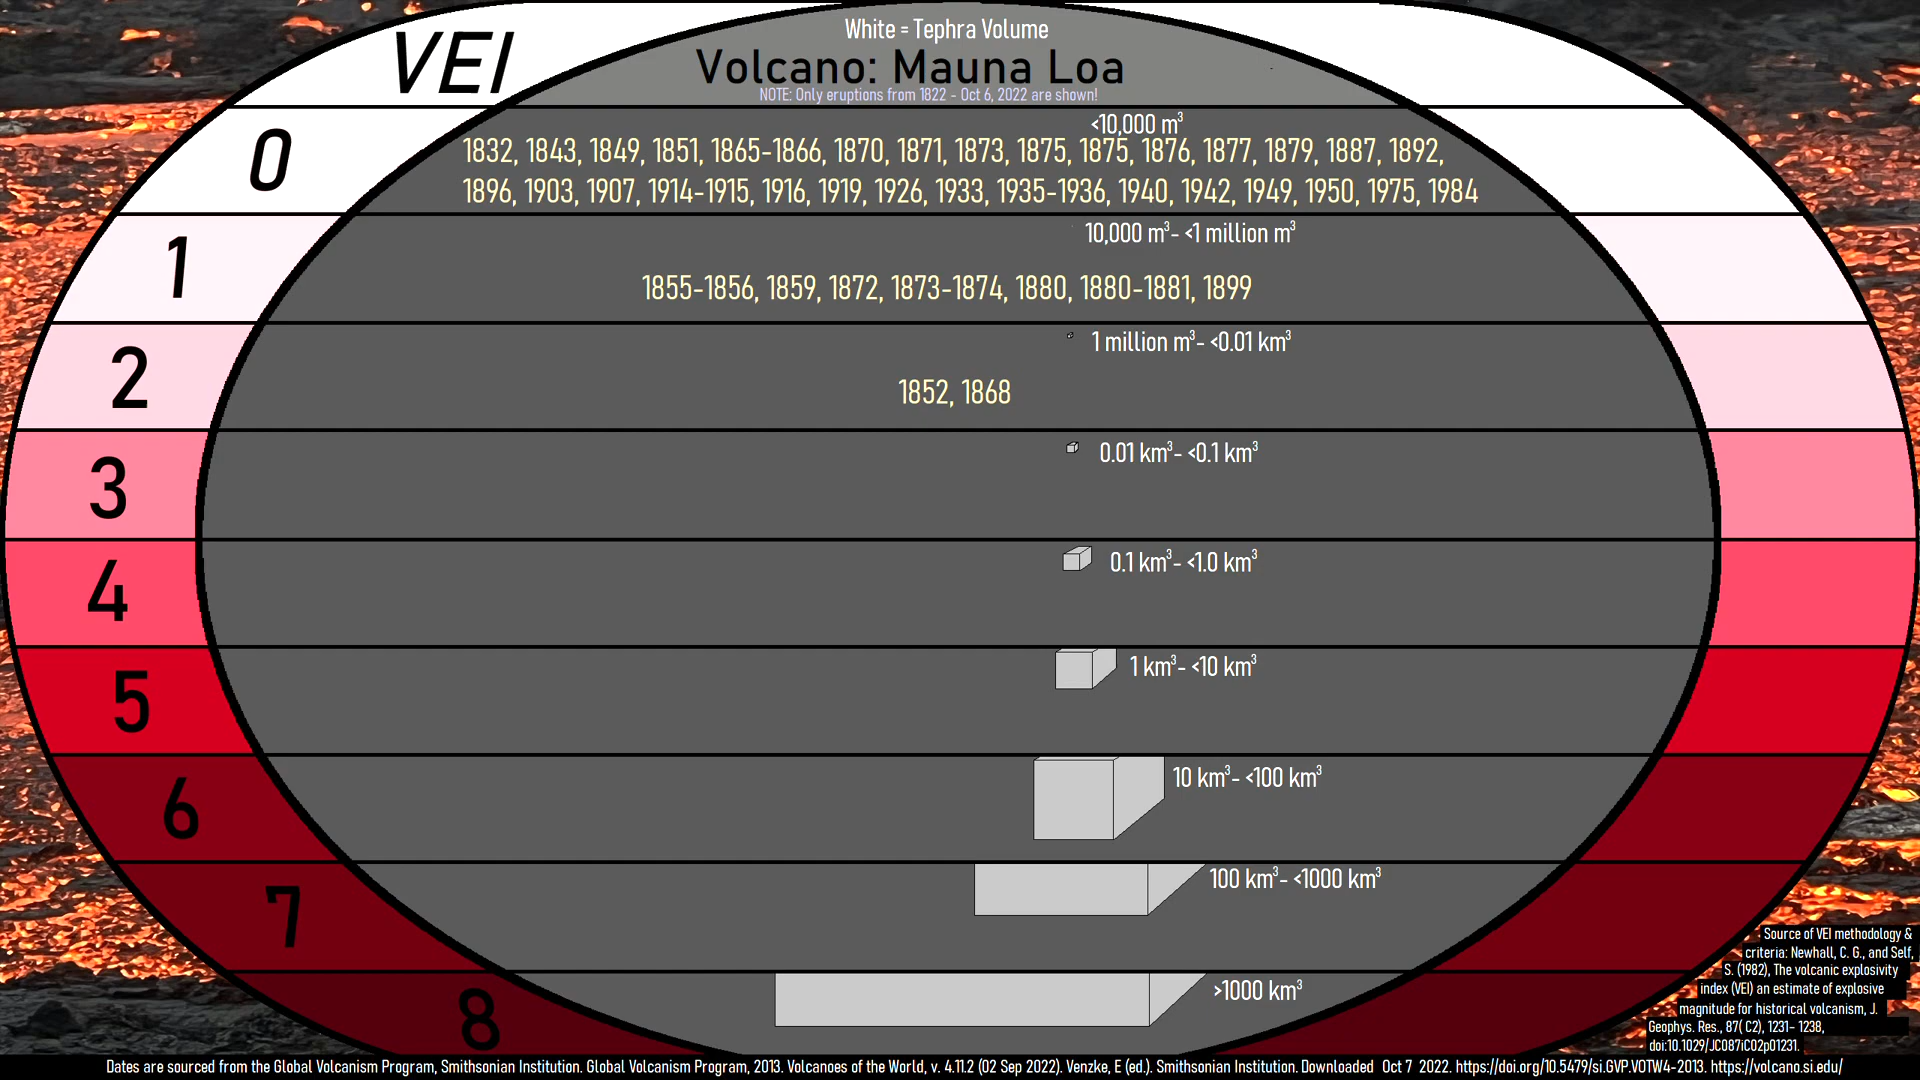 White = Tephra Volume
VEI
Volcano: Mauna Loa
NOTE: Only eruptions from 1822 - Oct 6, 2022 are shown!
0
<10,000 m³
1832, 1843, 1849, 1851, 1865-1866, 1870, 1871, 1873, 1875, 1875, 1876, 1877, 1879, 1887, 1892,
1896, 1903, 1907, 1914-1915, 1916, 1919, 1926, 1933, 1935-1936, 1940, 1942, 1949, 1950, 1975, 1984
1
10,000 m³- <1 million m³
1855-1856, 1859, 1872, 1873-1874, 1880, 1880-1881, 1899
2
1 million m³- <0.01 km³
1852, 1868
3
0.01 km³- <0.1 km³
4
0.1 km³- <1.0 km³
5
1 km³- <10 km³
6
10 km³- <100 km³
7
100 km³- <1000 km³
8
>1000 km³
Source of VEI methodology &
criteria: Newhall, C. G., and Self,
S. (1982), The volcanic explosivity
index (VEI) an estimate of explosive
magnitude for historical volcanism, J.
Geophys. Res., 87( C2), 1231– 1238,
doi:10.1029/JC087iC02p01231.
Dates are sourced from the Global Volcanism Program, Smithsonian Institution. Global Volcanism Program, 2013. Volcanoes of the World, v. 4.11.2 (02 Sep 2022). Venzke, E (ed.). Smithsonian Institution. Downloaded Oct 7 2022. https://doi.org/10.5479/si.GVP.VOTW4-2013. https://volcano.si.edu/